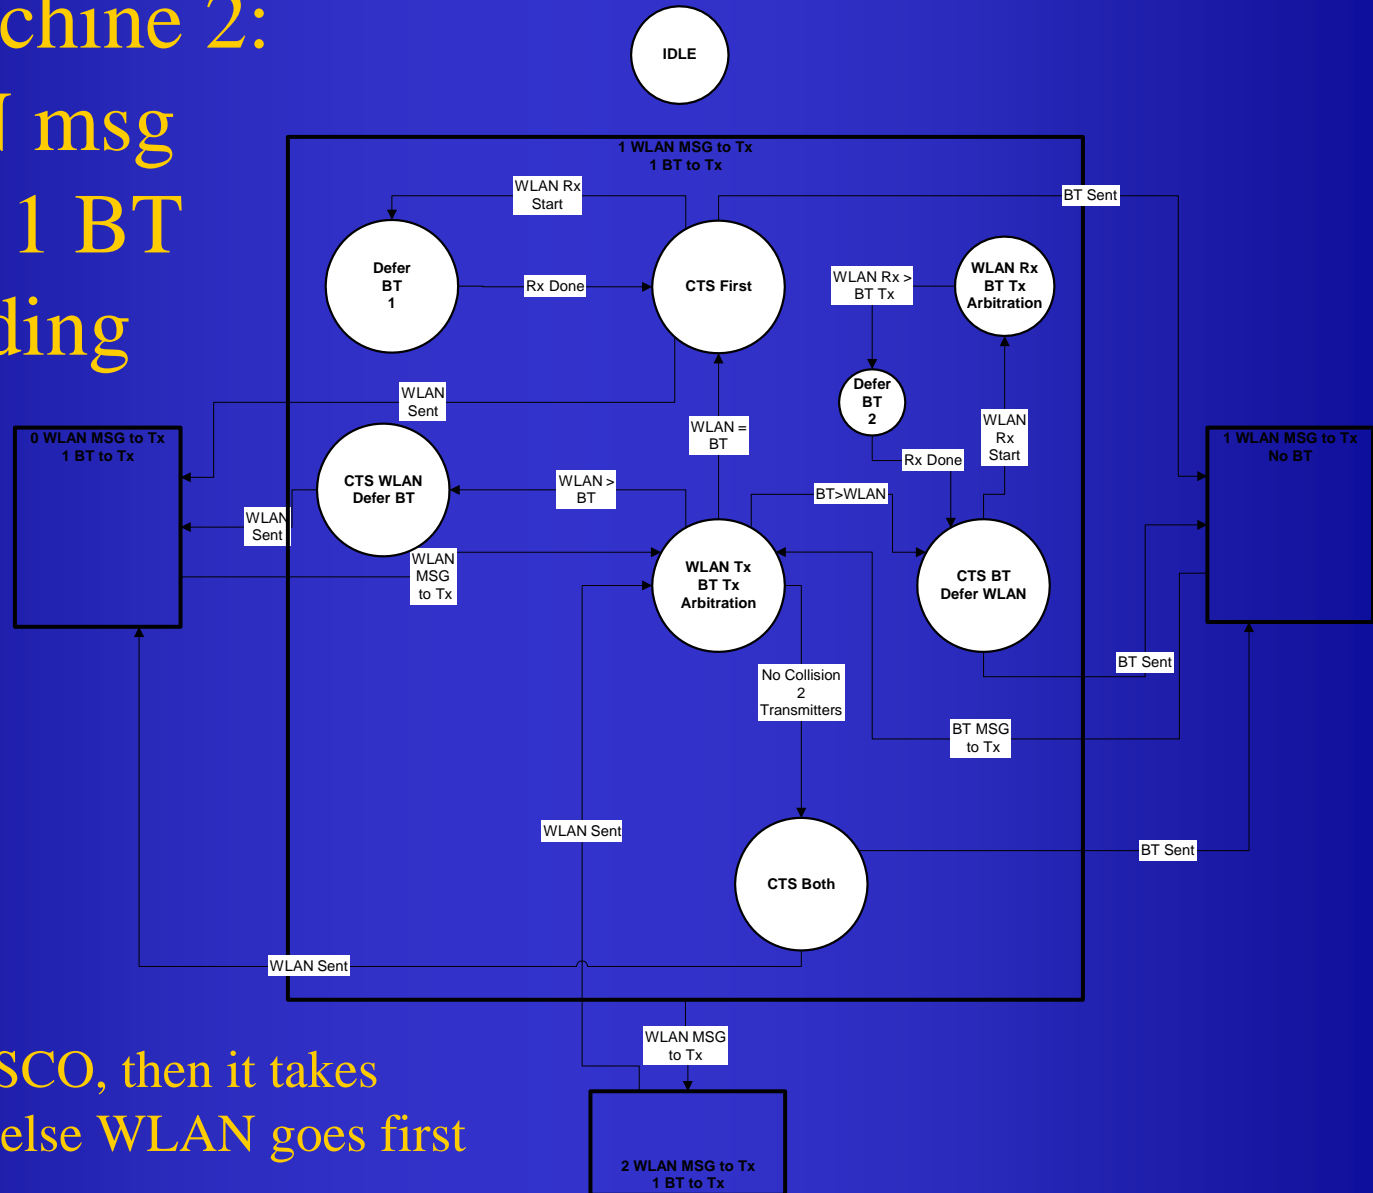 chine 2:
N msg
1 BT
ding
IDLE
1 WLAN MSG to Tx
1 BT to Tx
WLAN Rx
Start
BT Sent
Defer
BT
1
Rx Done
CTS First
WLAN Rx >
BT Tx
WLAN Rx
BT Tx
Arbitration
WLAN
Sent
Defer
BT
2
WLAN =
BT
WLAN
Rx
Start
0 WLAN MSG to Tx
1 BT to Tx
1 WLAN MSG to Tx
No BT
Rx Done
CTS WLAN
Defer BT
WLAN >
BT
BT>WLAN
WLAN
Sent
WLAN
MSG
to Tx
WLAN Tx
BT Tx
Arbitration
CTS BT
Defer WLAN
No Collision
2
Transmitters
BT Sent
BT MSG
to Tx
WLAN Sent
BT Sent
CTS Both
WLAN Sent
WLAN MSG
to Tx
SCO, then it takes
else WLAN goes first
2 WLAN MSG to Tx
1 BT to Tx